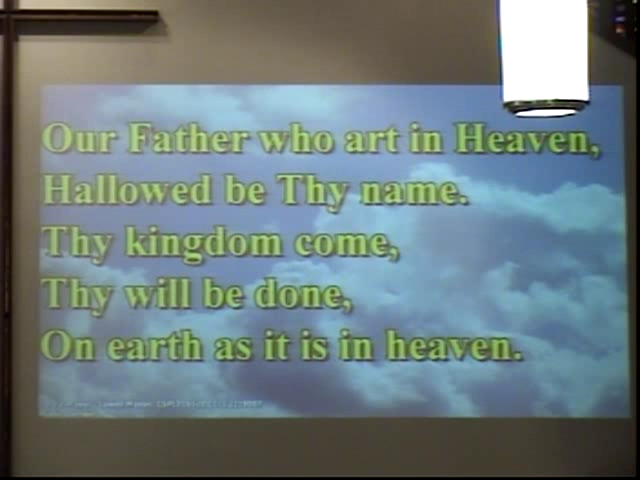 Our Father who art in Heaven,
Hallowed be Thy name.
Thy kingdom come,
Thy will be done,
On earth as it is in heaven.